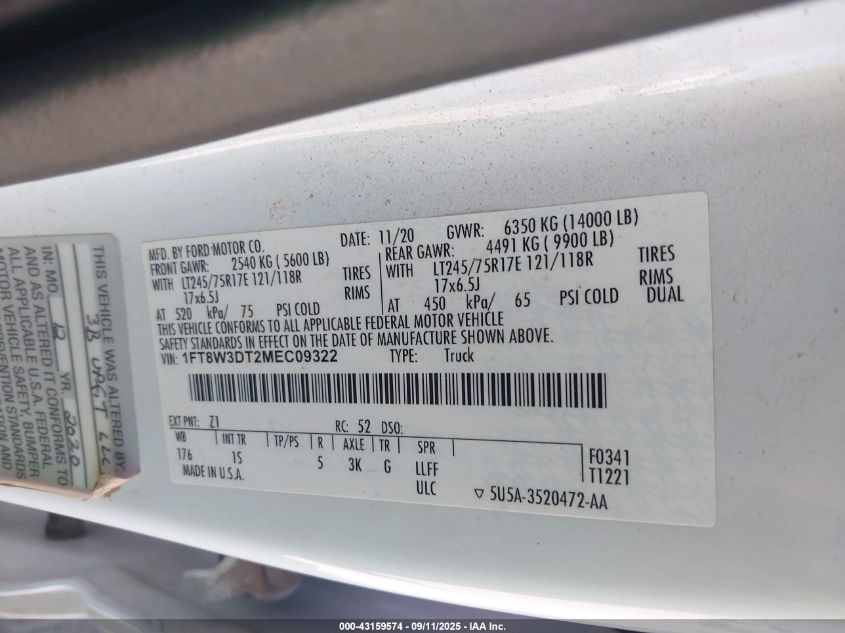 MFD. BY FORD MOTOR CO. DATE: 11/20 GVWR: 6350 KG (14000 LB)
FRONT GAWR: 2540 KG (5600 LB) REAR GAWR: 4491 KG (9900 LB)
WITH LT245/75R17E 121/118R TIRES WITH LT245/75R17E 121/118R TIRES
17x6.5J RIMS 17x6.5J RIMS
AT 520 kPa/ 75 PSI COLD AT 450 kPa/ 65 PSI COLD DUAL
THIS VEHICLE CONFORMS TO ALL APPLICABLE FEDERAL MOTOR VEHICLE
SAFETY STANDARDS IN EFFECT ON THE DATE OF MANUFACTURE SHOWN ABOVE.
VIN: 1FT8W3DT2MEC09322 TYPE: Truck
EXT PNT: Z1 RC: 52 DSO:
WB INT TR TP/PS R AXLE TR SPR
176 1S 5 3K G LLFF F0341
ULC T1221
MADE IN U.S.A.
▽ 5U5A-3520472-AA
THIS VEHICLE WAS ALTERED BY:
LLC
IN: MO. 12 YR. 2020
AND AS ALTERED IT CONFORMS TO
ALL APPLICABLE U.S.A. FEDERAL
MOTOR VEHICLE SAFETY, BUMPER
STANDARDS
000-43159574 - 09/11/2025 - IAA Inc.